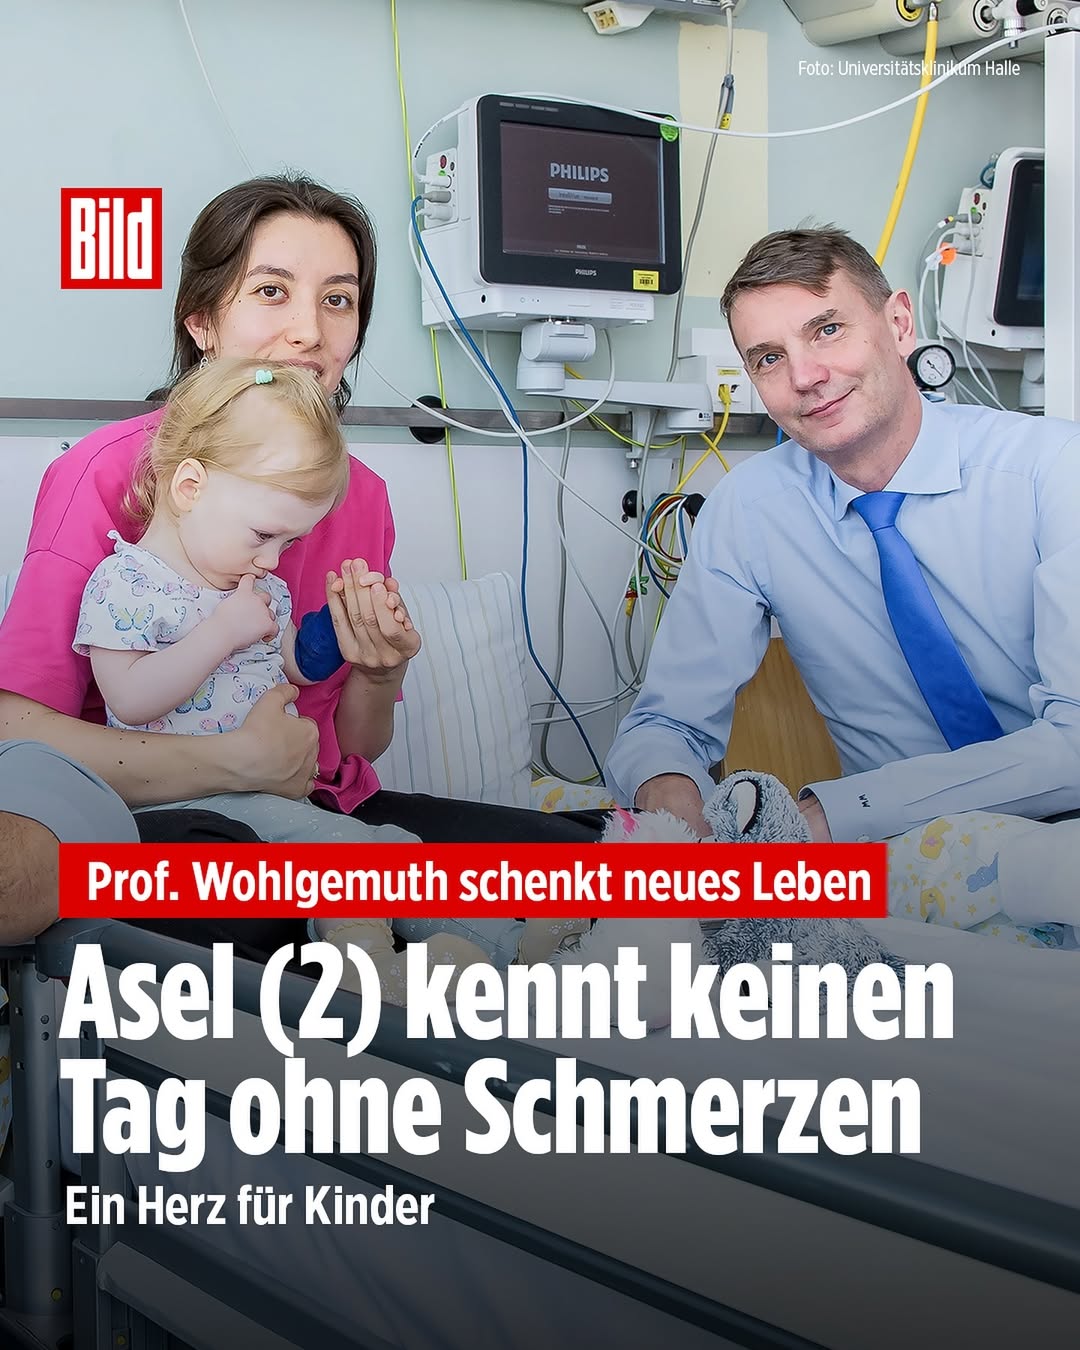 Foto: Universitätsklinikum Halle
PHILIPS
Bild
PHILIPS
WW
Prof. Wohlgemuth schenkt neues Leben
Asel (2) kennt keinen
Tag ohne Schmerzen
Ein Herz für Kinder